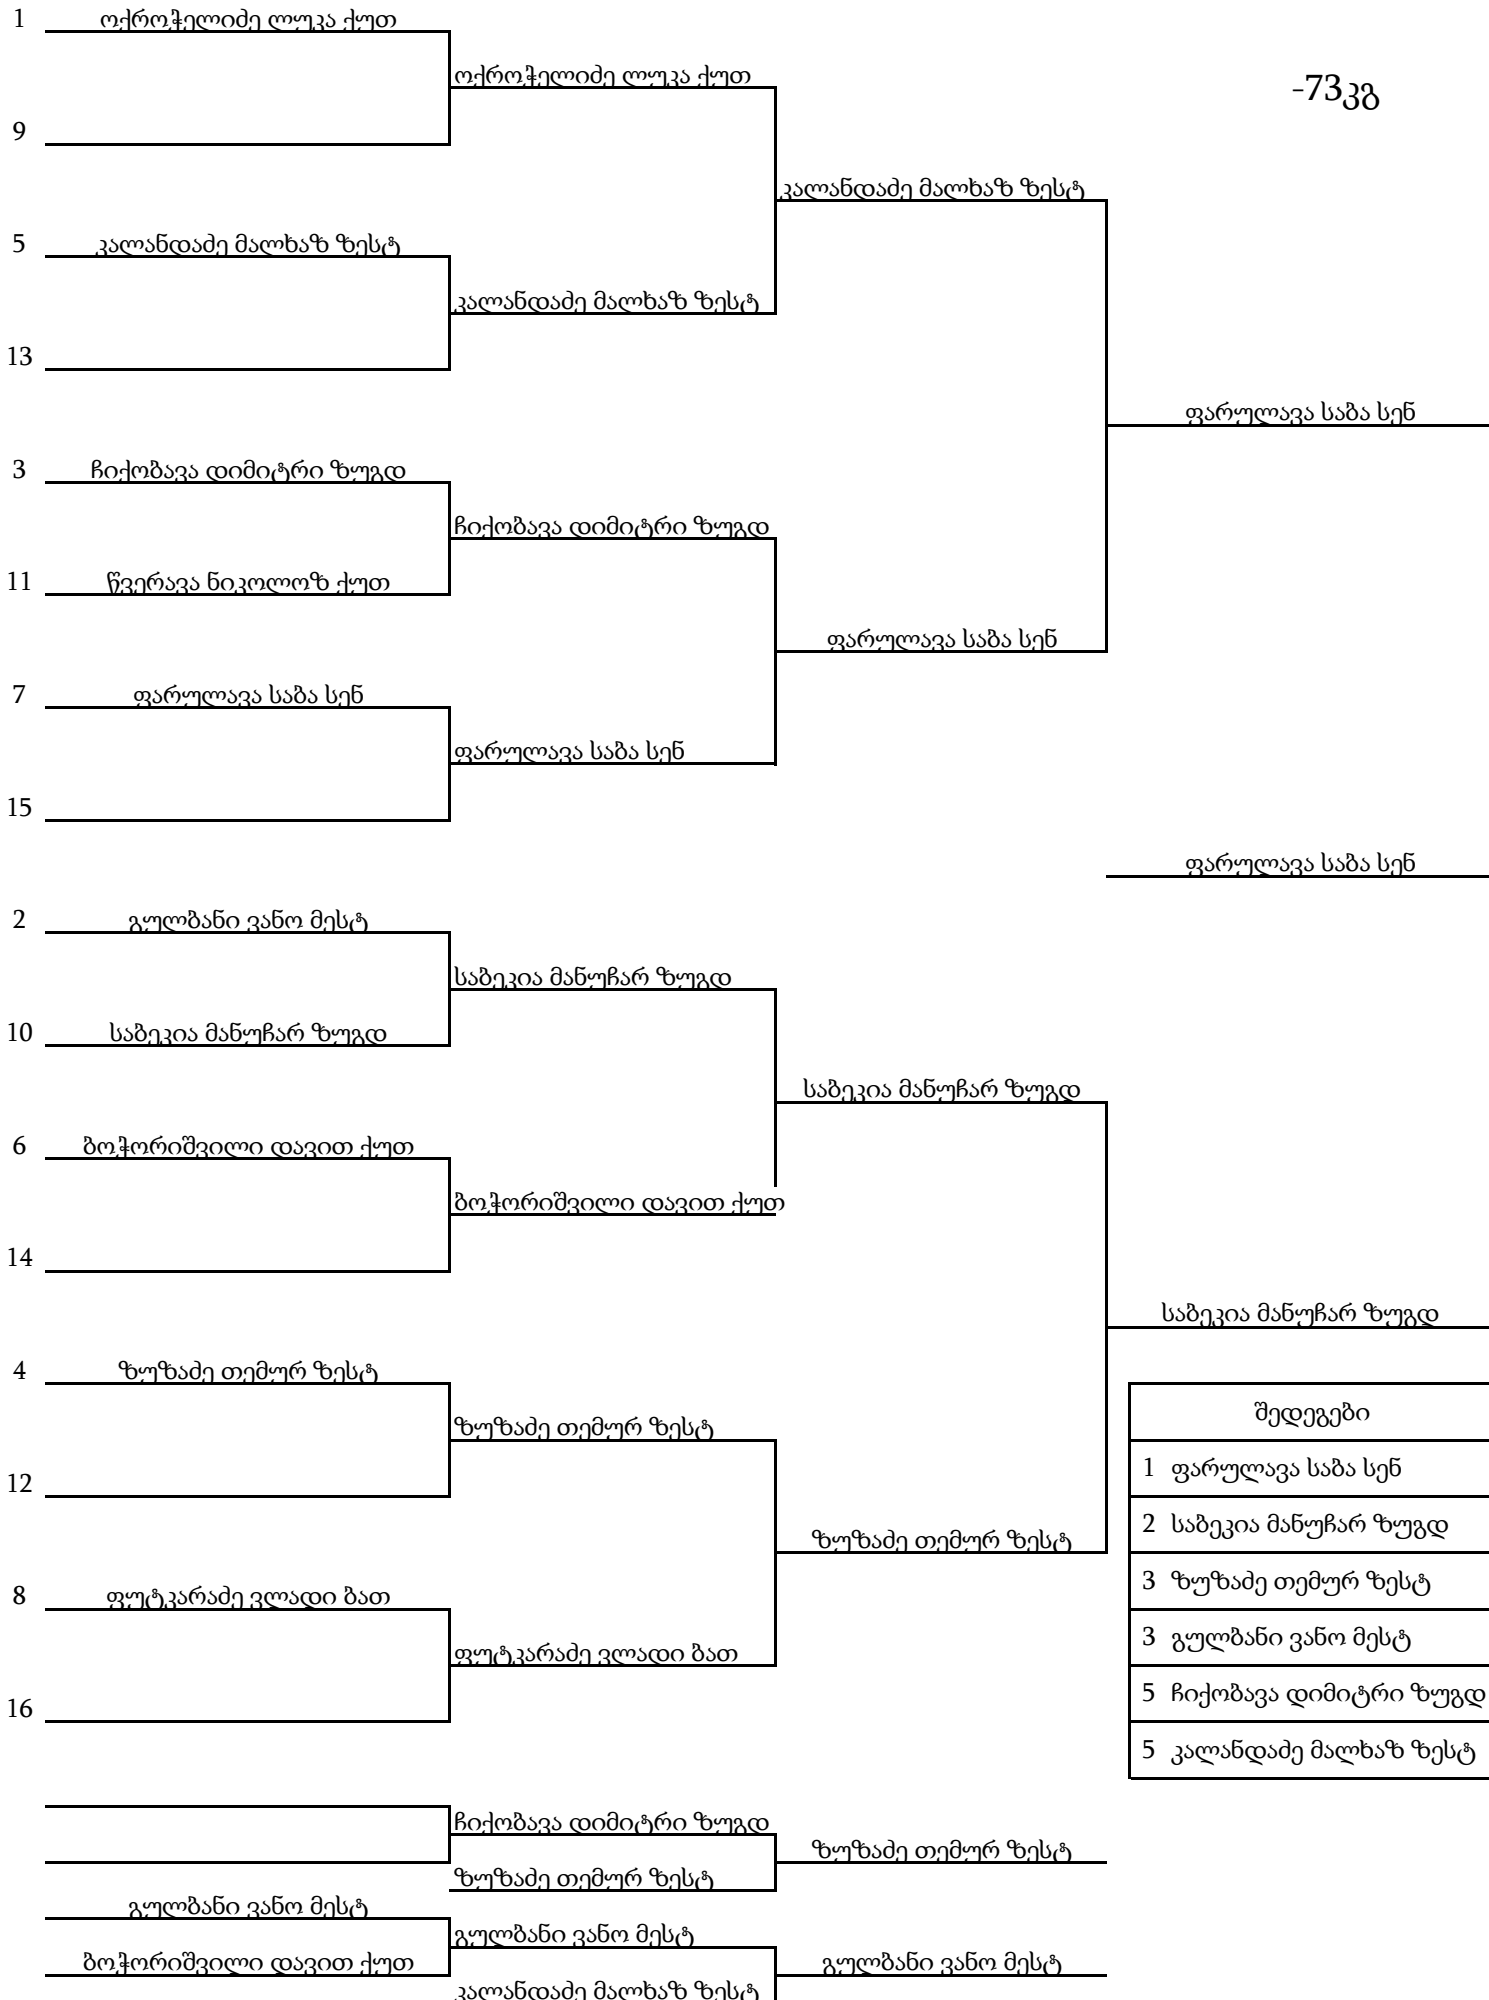 1 ოქროჭელიძე ლუკა ქუთ
ოქროჭელიძე ლუკა ქუთ
-73კგ
9
კალანდაძე მალხაზ ზესტ
5 კალანდაძე მალხაზ ზესტ
კალანდაძე მალხაზ ზესტ
13
ფარულავა საბა სენ
3 ჩიქობავა დიმიტრი ზუგდ
ჩიქობავა დიმიტრი ზუგდ
11 წვერავა ნიკოლოზ ქუთ
ფარულავა საბა სენ
7 ფარულავა საბა სენ
ფარულავა საბა სენ
15
ფარულავა საბა სენ
2 გულბანი ვანო მესტ
საბეკია მანუჩარ ზუგდ
10 საბეკია მანუჩარ ზუგდ
საბეკია მანუჩარ ზუგდ
6 ბოჭორიშვილი დავით ქუთ
ბოჭორიშვილი დავით ქუთ
14
საბეკია მანუჩარ ზუგდ
4 ზუზაძე თემურ ზესტ
შედეგები
ზუზაძე თემურ ზესტ
1 ფარულავა საბა სენ
12
2 საბეკია მანუჩარ ზუგდ
ზუზაძე თემურ ზესტ
3 ზუზაძე თემურ ზესტ
8 ფუტკარაძე ვლადი ბათ
3 გულბანი ვანო მესტ
ფუტკარაძე ვლადი ბათ
5 ჩიქობავა დიმიტრი ზუგდ
16
5 კალანდაძე მალხაზ ზესტ
ჩიქობავა დიმიტრი ზუგდ
ზუზაძე თემურ ზესტ
ზუზაძე თემურ ზესტ
გულბანი ვანო მესტ
გულბანი ვანო მესტ
ბოჭორიშვილი დავით ქუთ
გულბანი ვანო მესტ
კალანდაძე მალხაზ ზესტ